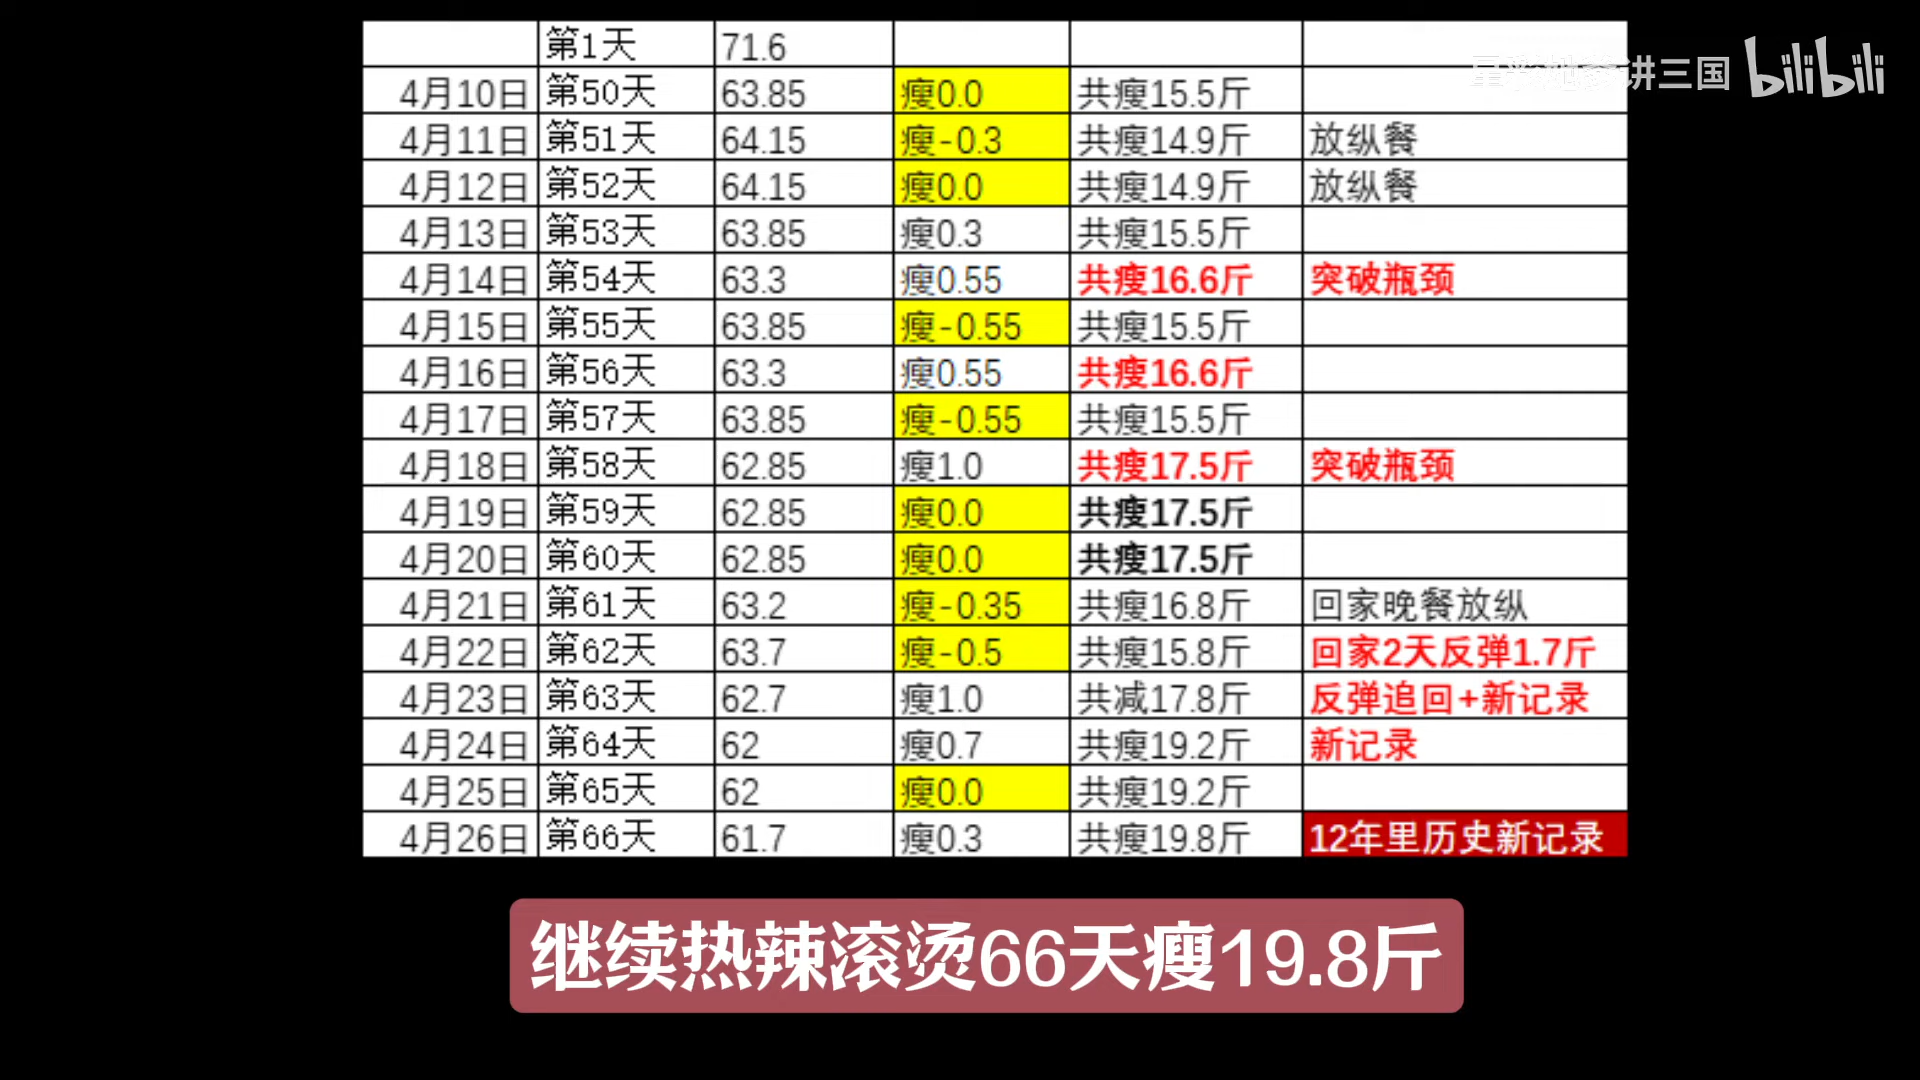 第1天 71.6
讲三国 bilibili
4月10日 第50天 63.85 瘦0.0 共瘦15.5斤
4月11日 第51天 64.15 瘦-0.3 共瘦14.9斤 放纵餐
4月12日 第52天 64.15 瘦0.0 共瘦14.9斤 放纵餐
4月13日 第53天 63.85 瘦0.3 共瘦15.5斤
4月14日 第54天 63.3 瘦0.55 共瘦16.6斤 突破瓶颈
4月15日 第55天 63.85 瘦-0.55 共瘦15.5斤
4月16日 第56天 63.3 瘦0.55 共瘦16.6斤
4月17日 第57天 63.85 瘦-0.55 共瘦15.5斤
4月18日 第58天 62.85 瘦1.0 共瘦17.5斤 突破瓶颈
4月19日 第59天 62.85 瘦0.0 共瘦17.5斤
4月20日 第60天 62.85 瘦0.0 共瘦17.5斤
4月21日 第61天 63.2 瘦-0.35 共瘦16.8斤 回家晚餐放纵
4月22日 第62天 63.7 瘦-0.5 共瘦15.8斤 回家2天反弹1.7斤
4月23日 第63天 62.7 瘦1.0 共减17.8斤 反弹追回+新记录
4月24日 第64天 62 瘦0.7 共瘦19.2斤 新记录
4月25日 第65天 62 瘦0.0 共瘦19.2斤
4月26日 第66天 61.7 瘦0.3 共瘦19.8斤 12年里历史新记录
继续热辣滚烫66天瘦19.8斤